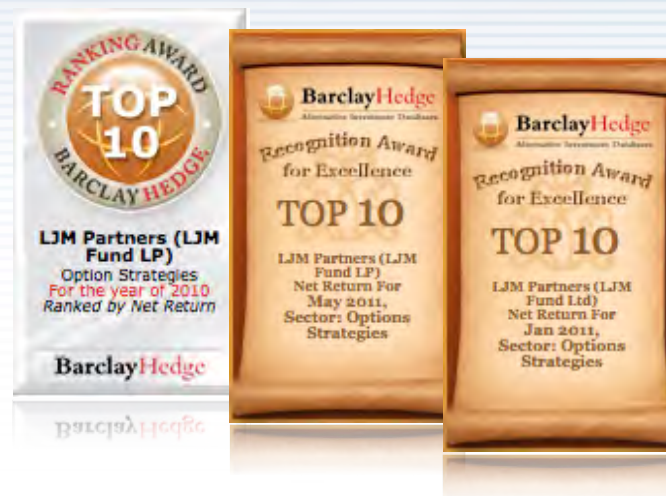 RANKING AWARD
TOP
10
BARCLAY HEDGE
LJM Partners (LJM
Fund LP)
Option Strategies
For the year of 2010
Ranked by Net Return
BarclayHedge
BarclayHedge
Alternative Investment Databases
Recognition Award
for Excellence
TOP 10
LJM Partners (LJM
Fund LP)
Net Return For
May 2011,
Sector: Options
Strategies
BarclayHedge
Alternative Investment Databases
Recognition Award
for Excellence
TOP 10
LJM Partners (LJM
Fund Ltd)
Net Return For
Jan 2011,
Sector: Options
Strategies